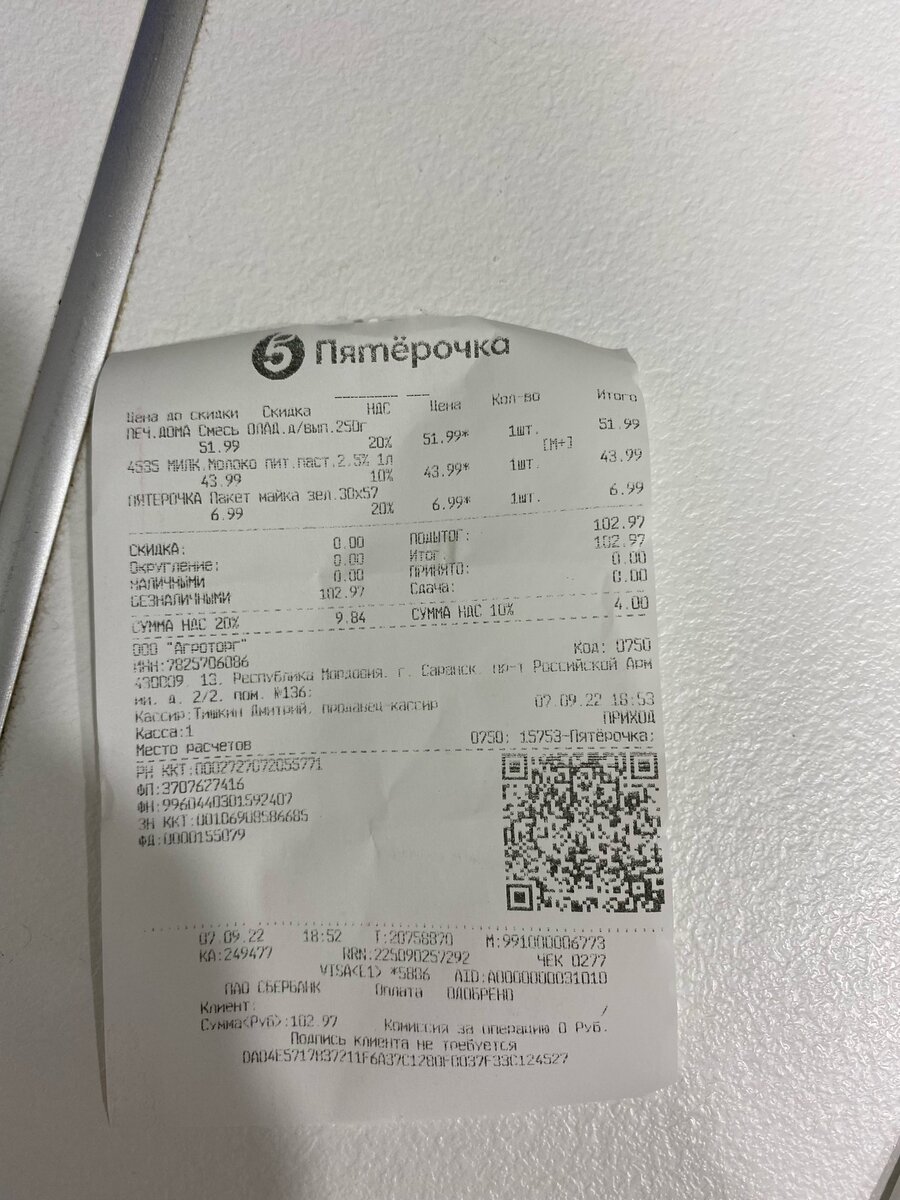 5 Пятёрочка
Цена до скидки Скидка НДС Цена Кол-во Итого
ПЕЧ.ДОМА Смесь ОЛАД.д/вып.250г
51.99 20% 51.99* 1шт. 51.99
[М+]
4535 МИЛК.Молоко пит.паст.2.5% 1л
43.99 10% 43.99* 1шт. 43.99
ПЯТЕРОЧКА Пакет майка зел.30х57
6.99 20% 6.99* 1шт. 6.99
СКИДКА: 0.00 ПОДЫТОГ: 102.97
Округление: 0.00 Итог: 102.97
НАЛИЧНЫМИ 0.00 ПРИНЯТО: 0.00
БЕЗНАЛИЧНЫМИ 102.97 Сдача: 0.00
СУММА НДС 20% 9.84 СУММА НДС 10% 4.00
ООО "Агроторг" Код: 0750
ИНН:7825706086
430009, 13, Республика Мордовия, г. Саранск, пр-т Российской Арм
ии, д. 2/2, пом. №136:
Кассир:Тишкин Дмитрий, продавец-кассир 07.09.22 18:53
Касса:1 ПРИХОД
Место расчетов 0750: 15753-Пятёрочка:
РН ККТ:0002727072055771
ФП:3707627416
ФН:9960440301592407
ЗН ККТ:00106908586685
ФД:0000155079
07.09.22 18:52 Т:20758870 М:991000006773
КА:249477 RRN:225090257292 ЧЕК 0277
VISA<E1> *5886 AID:A0000000031010
ПАО СБЕРБАНК Оплата ОДОБРЕНО
Клиент: /
Сумма<Руб>:102.97 Комиссия за операцию 0 Руб.
Подпись клиента не требуется